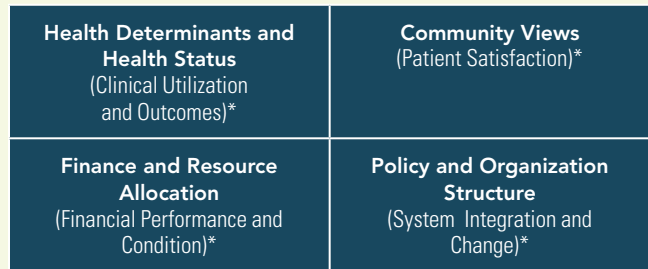 Health Determinants and
Health Status
(Clinical Utilization
and Outcomes)*
Community Views
(Patient Satisfaction)*
Finance and Resource
Allocation
(Financial Performance and
Condition)*
Policy and Organization
Structure
(System Integration and
Change)*